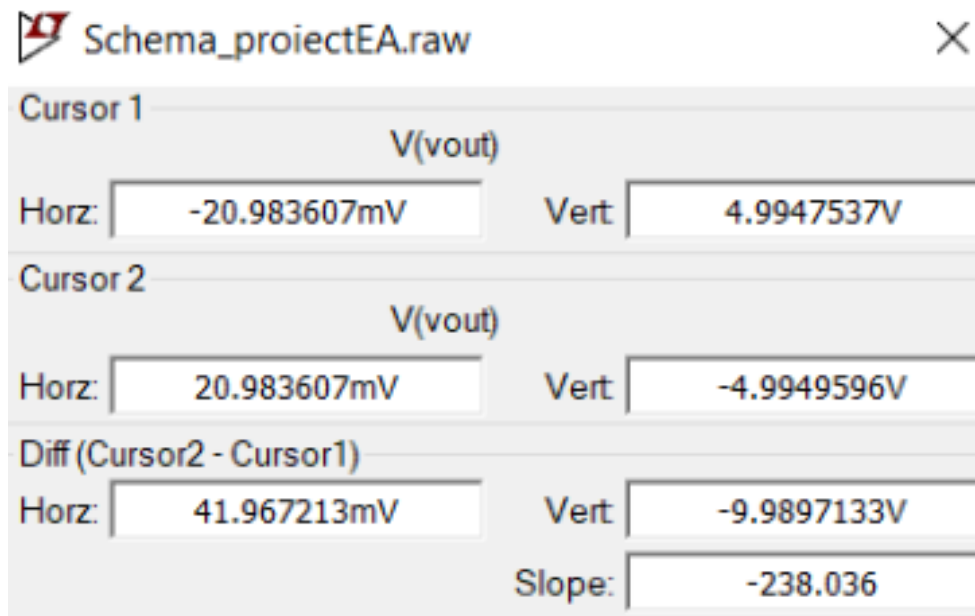 Schema_proiectEA.raw
Cursor 1
V(vout)
Horz: -20.983607mV Vert: 4.9947537V
Cursor 2
V(vout)
Horz: 20.983607mV Vert: -4.9949596V
Diff (Cursor2 - Cursor1)
Horz: 41.967213mV Vert: -9.9897133V
Slope: -238.036